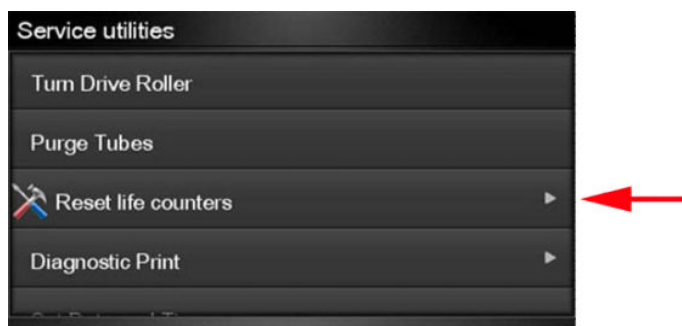 Service utilities
Turn Drive Roller
Purge Tubes
Reset life counters
Diagnostic Print